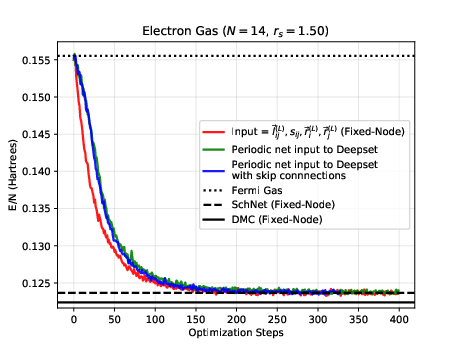 Electron Gas (N = 14, r_s = 1.50)
0.155
0.150
0.145
0.140
0.135
0.130
0.125
E/N (Hartrees)
Input = r̃_ij^(L), s_ij, r̃_i^(L), r̃_j^(L) (Fixed-Node)
Periodic net input to Deepset
Periodic net input to Deepset
with skip connnections
Fermi Gas
SchNet (Fixed-Node)
DMC (Fixed-Node)
0 50 100 150 200 250 300 350 400
Optimization Steps